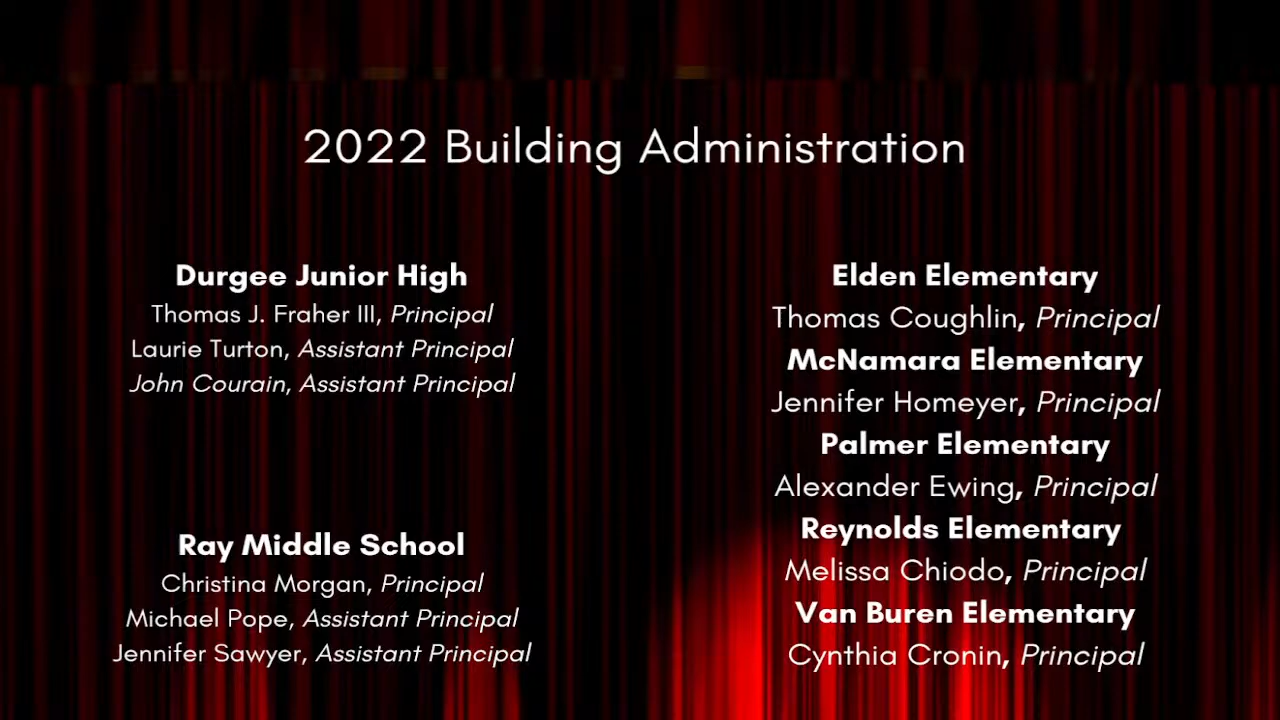 2022 Building Administration
Durgee Junior High
Thomas J. Fraher III, Principal
Laurie Turton, Assistant Principal
John Courain, Assistant Principal
Ray Middle School
Christina Morgan, Principal
Michael Pope, Assistant Principal
Jennifer Sawyer, Assistant Principal
Elden Elementary
Thomas Coughlin, Principal
McNamara Elementary
Jennifer Homeyer, Principal
Palmer Elementary
Alexander Ewing, Principal
Reynolds Elementary
Melissa Chiodo, Principal
Van Buren Elementary
Cynthia Cronin, Principal